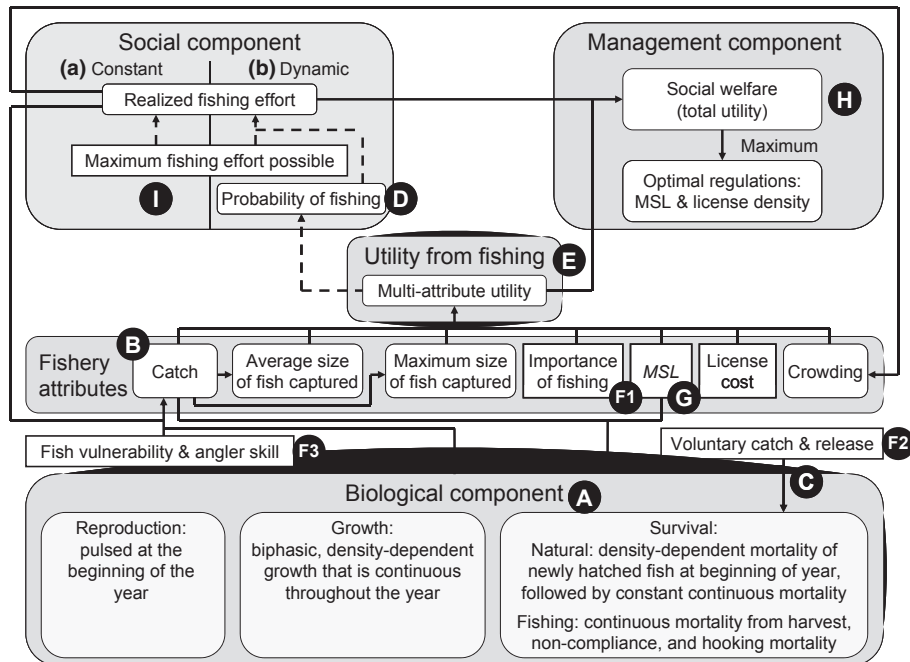 Social component
(a) Constant
(b) Dynamic
Realized fishing effort
Maximum fishing effort possible
I
Probability of fishing
D
Management component
Social welfare
(total utility)
H
Maximum
Optimal regulations:
MSL & license density
Utility from fishing
E
Multi-attribute utility
Fishery
attributes
B
Catch
Average size
of fish captured
Maximum size
of fish captured
Importance
of fishing
F1
MSL
G
License
cost
Crowding
Fish vulnerability & angler skill
F3
Voluntary catch & release
F2
C
Biological component
A
Reproduction:
pulsed at the
beginning of the
year
Growth:
biphasic, density-dependent
growth that is continuous
throughout the year
Survival:
Natural: density-dependent mortality of
newly hatched fish at beginning of year,
followed by constant continuous mortality
Fishing: continuous mortality from harvest,
non-compliance, and hooking mortality